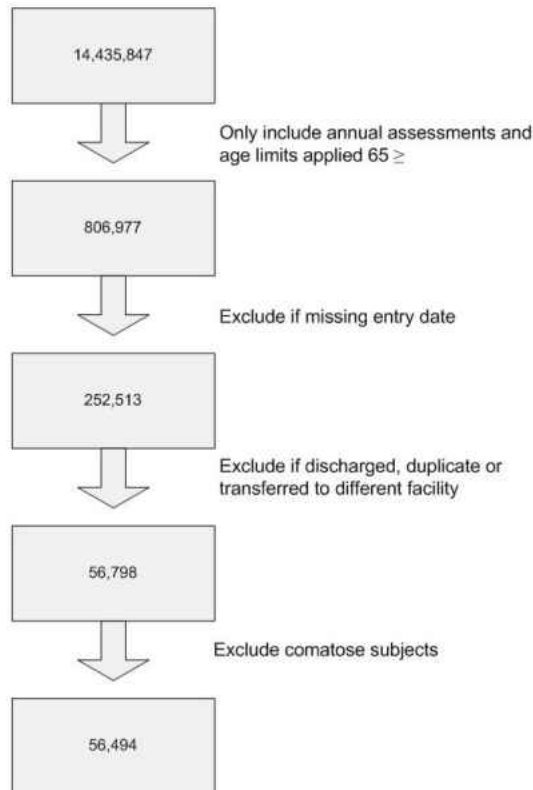 14,435,847
Only include annual assessments and
age limits applied 65 ≥
806,977
Exclude if missing entry date
252,513
Exclude if discharged, duplicate or
transferred to different facility
56,798
Exclude comatose subjects
56,494